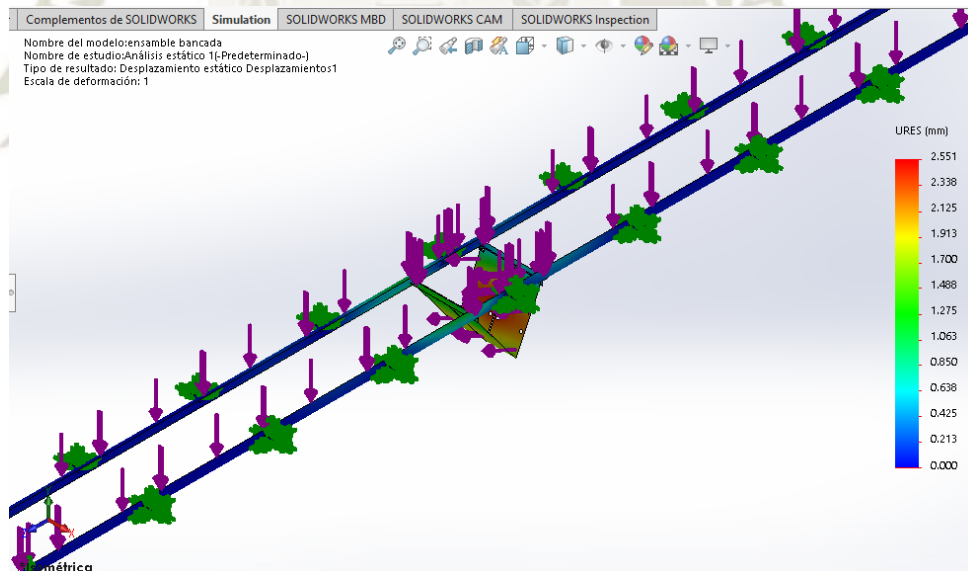 Complementos de SOLIDWORKS Simulation SOLIDWORKS MBD SOLIDWORKS CAM SOLIDWORKS Inspection
Nombre del modelo:ensamble bancada
Nombre de estudio:Análisis estático 1(-Predeterminado-)
Tipo de resultado: Desplazamiento estático Desplazamientos1
Escala de deformación: 1
URES (mm)
2.551
2.338
2.125
1.913
1.700
1.488
1.275
1.063
0.850
0.638
0.425
0.213
0.000
Y
X